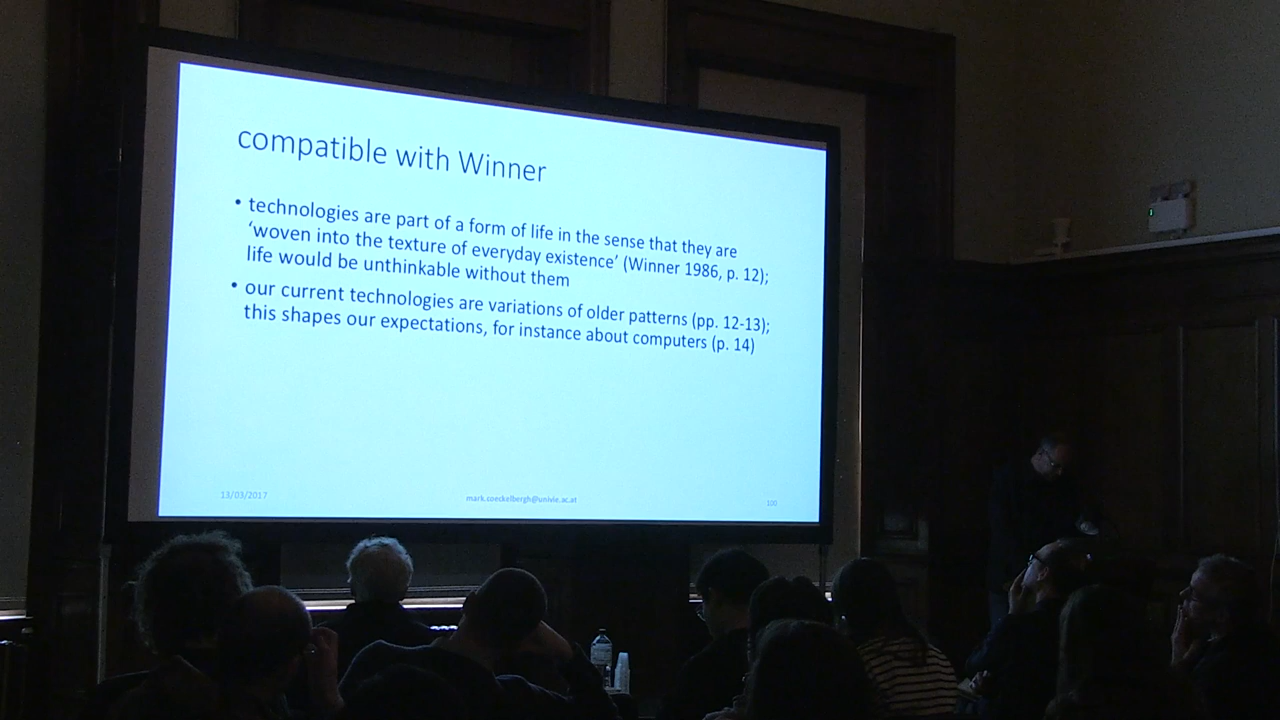 compatible with Winner
• technologies are part of a form of life in the sense that they are
‘woven into the texture of everyday existence’ (Winner 1986, p. 12);
life would be unthinkable without them
• our current technologies are variations of older patterns (pp. 12-13);
this shapes our expectations, for instance about computers (p. 14)
13/03/2017
mark.coeckelbergh@univie.ac.at
100